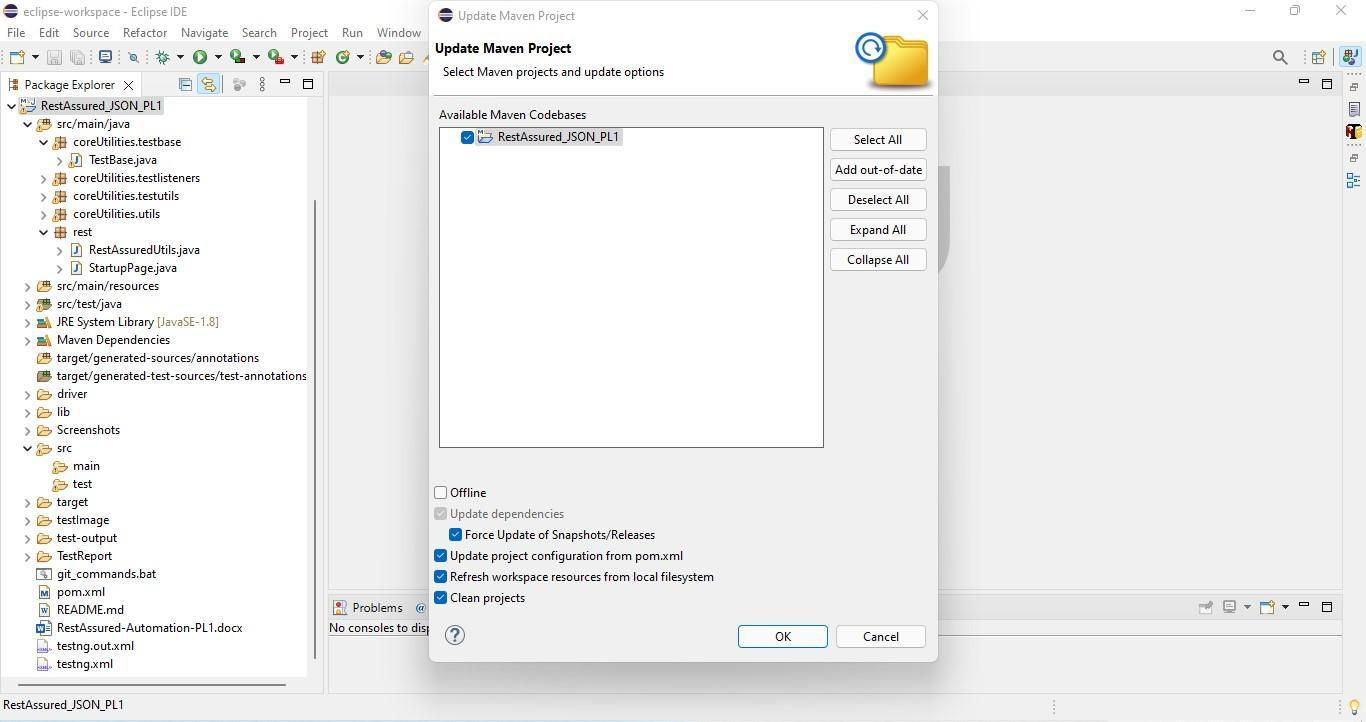 eclipse-workspace - Eclipse IDE
File Edit Source Refactor Navigate Search Project Run Window
Package Explorer
RestAssured_JSON_PL1
src/main/java
coreUtilities.testbase
TestBase.java
coreUtilities.testlisteners
coreUtilities.testutils
coreUtilities.utils
rest
RestAssuredUtils.java
StartupPage.java
src/main/resources
src/test/java
JRE System Library [JavaSE-1.8]
Maven Dependencies
target/generated-sources/annotations
target/generated-test-sources/test-annotations
driver
lib
Screenshots
src
main
test
target
testImage
test-output
TestReport
git_commands.bat
pom.xml
README.md
RestAssured-Automation-PL1.docx
testng.out.xml
testng.xml
RestAssured_JSON_PL1
Update Maven Project
Update Maven Project
Select Maven projects and update options
Available Maven Codebases
RestAssured_JSON_PL1
Select All
Add out-of-date
Deselect All
Expand All
Collapse All
Offline
Update dependencies
Force Update of Snapshots/Releases
Update project configuration from pom.xml
Refresh workspace resources from local filesystem
Clean projects
OK Cancel
Problems @
No consoles to